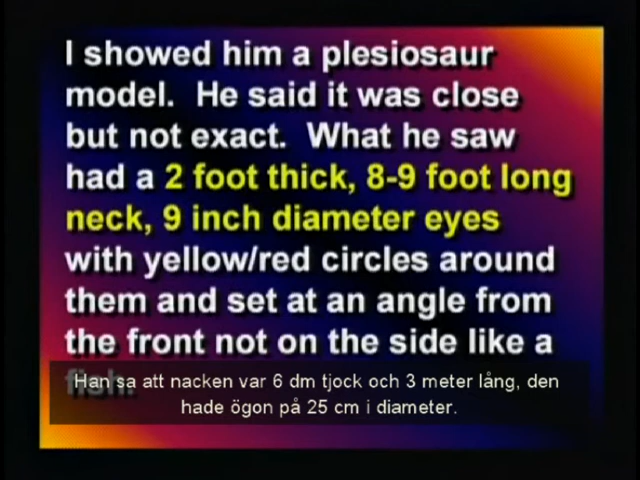 I showed him a plesiosaur
model. He said it was close
but not exact. What he saw
had a 2 foot thick, 8-9 foot long
neck, 9 inch diameter eyes
with yellow/red circles around
them and set at an angle from
the front not on the side like a
fish.
Han sa att nacken var 6 dm tjock och 3 meter lång, den
hade ögon på 25 cm i diameter.